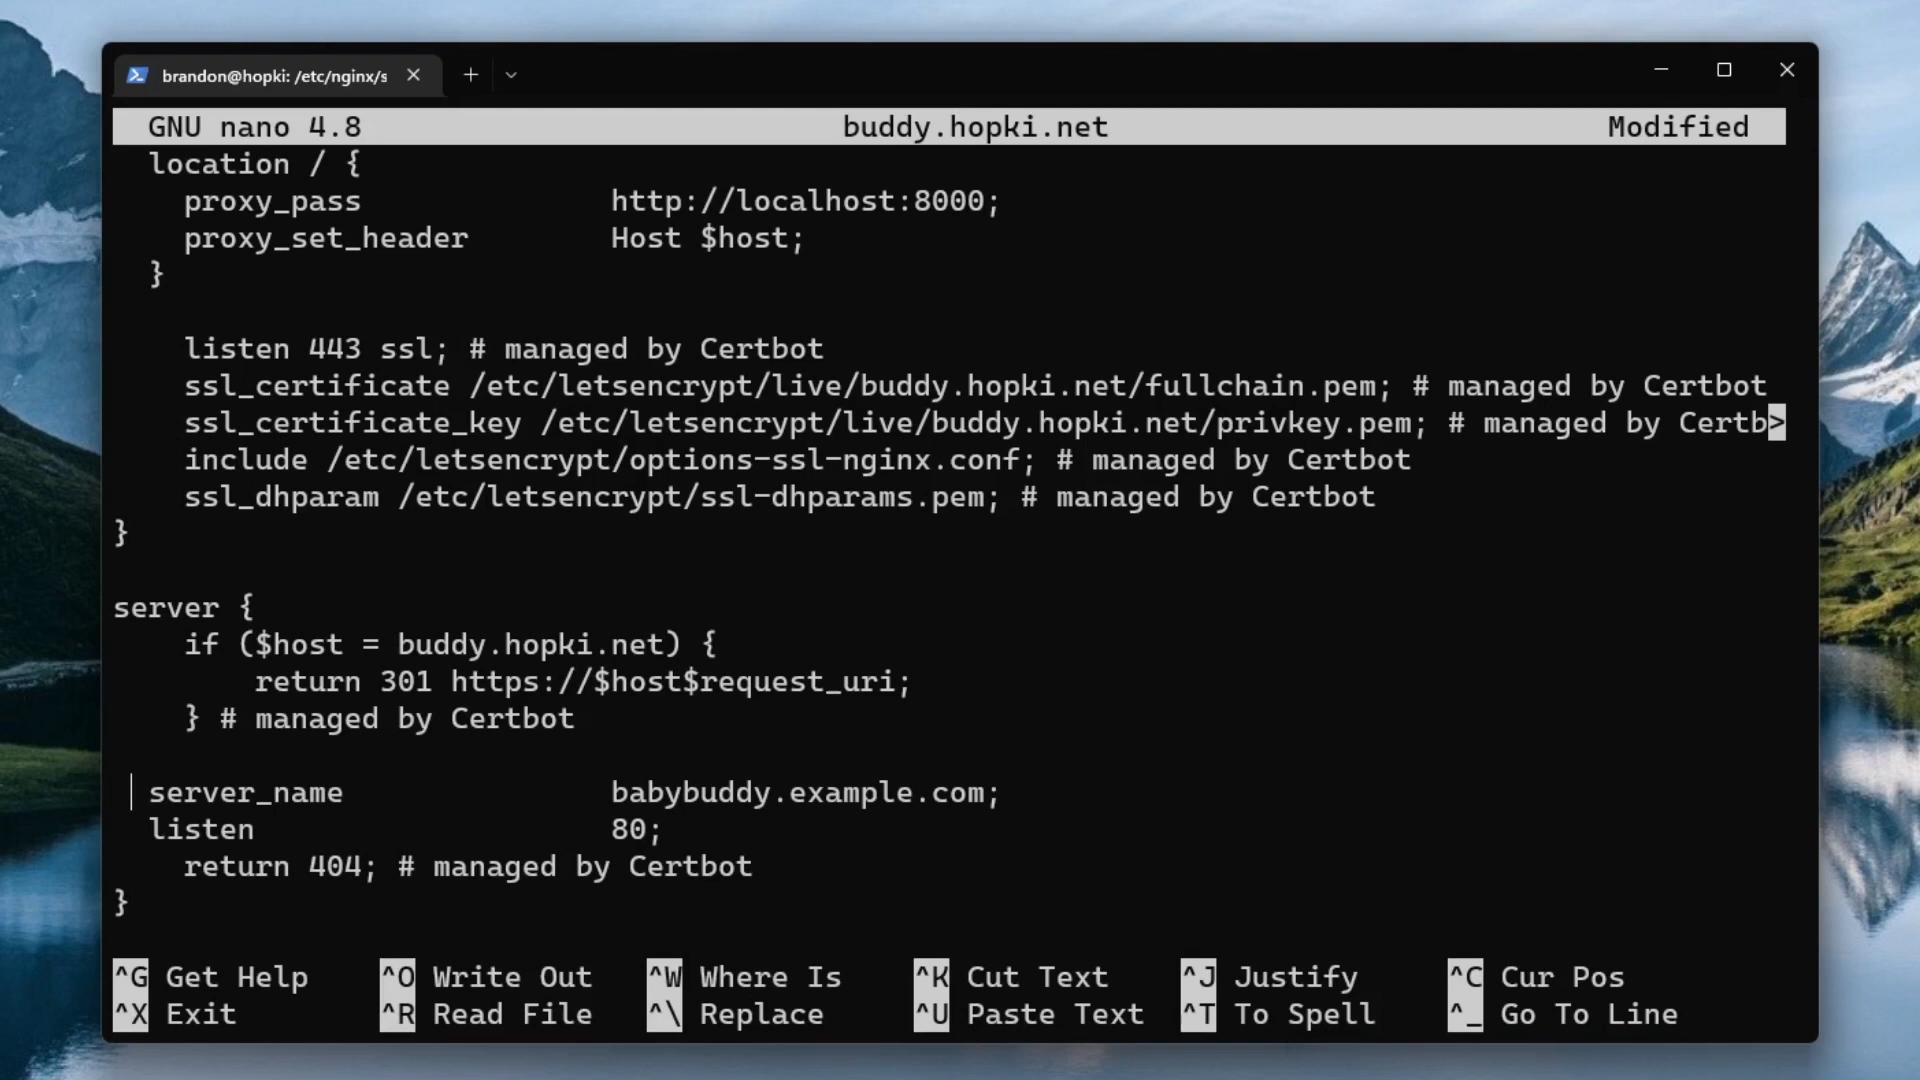 brandon@hopki: /etc/nginx/s
GNU nano 4.8 buddy.hopki.net Modified
location / {
proxy_pass http://localhost:8000;
proxy_set_header Host $host;
}
listen 443 ssl; # managed by Certbot
ssl_certificate /etc/letsencrypt/live/buddy.hopki.net/fullchain.pem; # managed by Certbot
ssl_certificate_key /etc/letsencrypt/live/buddy.hopki.net/privkey.pem; # managed by Certb>
include /etc/letsencrypt/options-ssl-nginx.conf; # managed by Certbot
ssl_dhparam /etc/letsencrypt/ssl-dhparams.pem; # managed by Certbot
}
server {
if ($host = buddy.hopki.net) {
return 301 https://$host$request_uri;
} # managed by Certbot
server_name babybuddy.example.com;
listen 80;
return 404; # managed by Certbot
}
^G Get Help ^O Write Out ^W Where Is ^K Cut Text ^J Justify ^C Cur Pos
^X Exit ^R Read File ^\ Replace ^U Paste Text ^T To Spell ^_ Go To Line